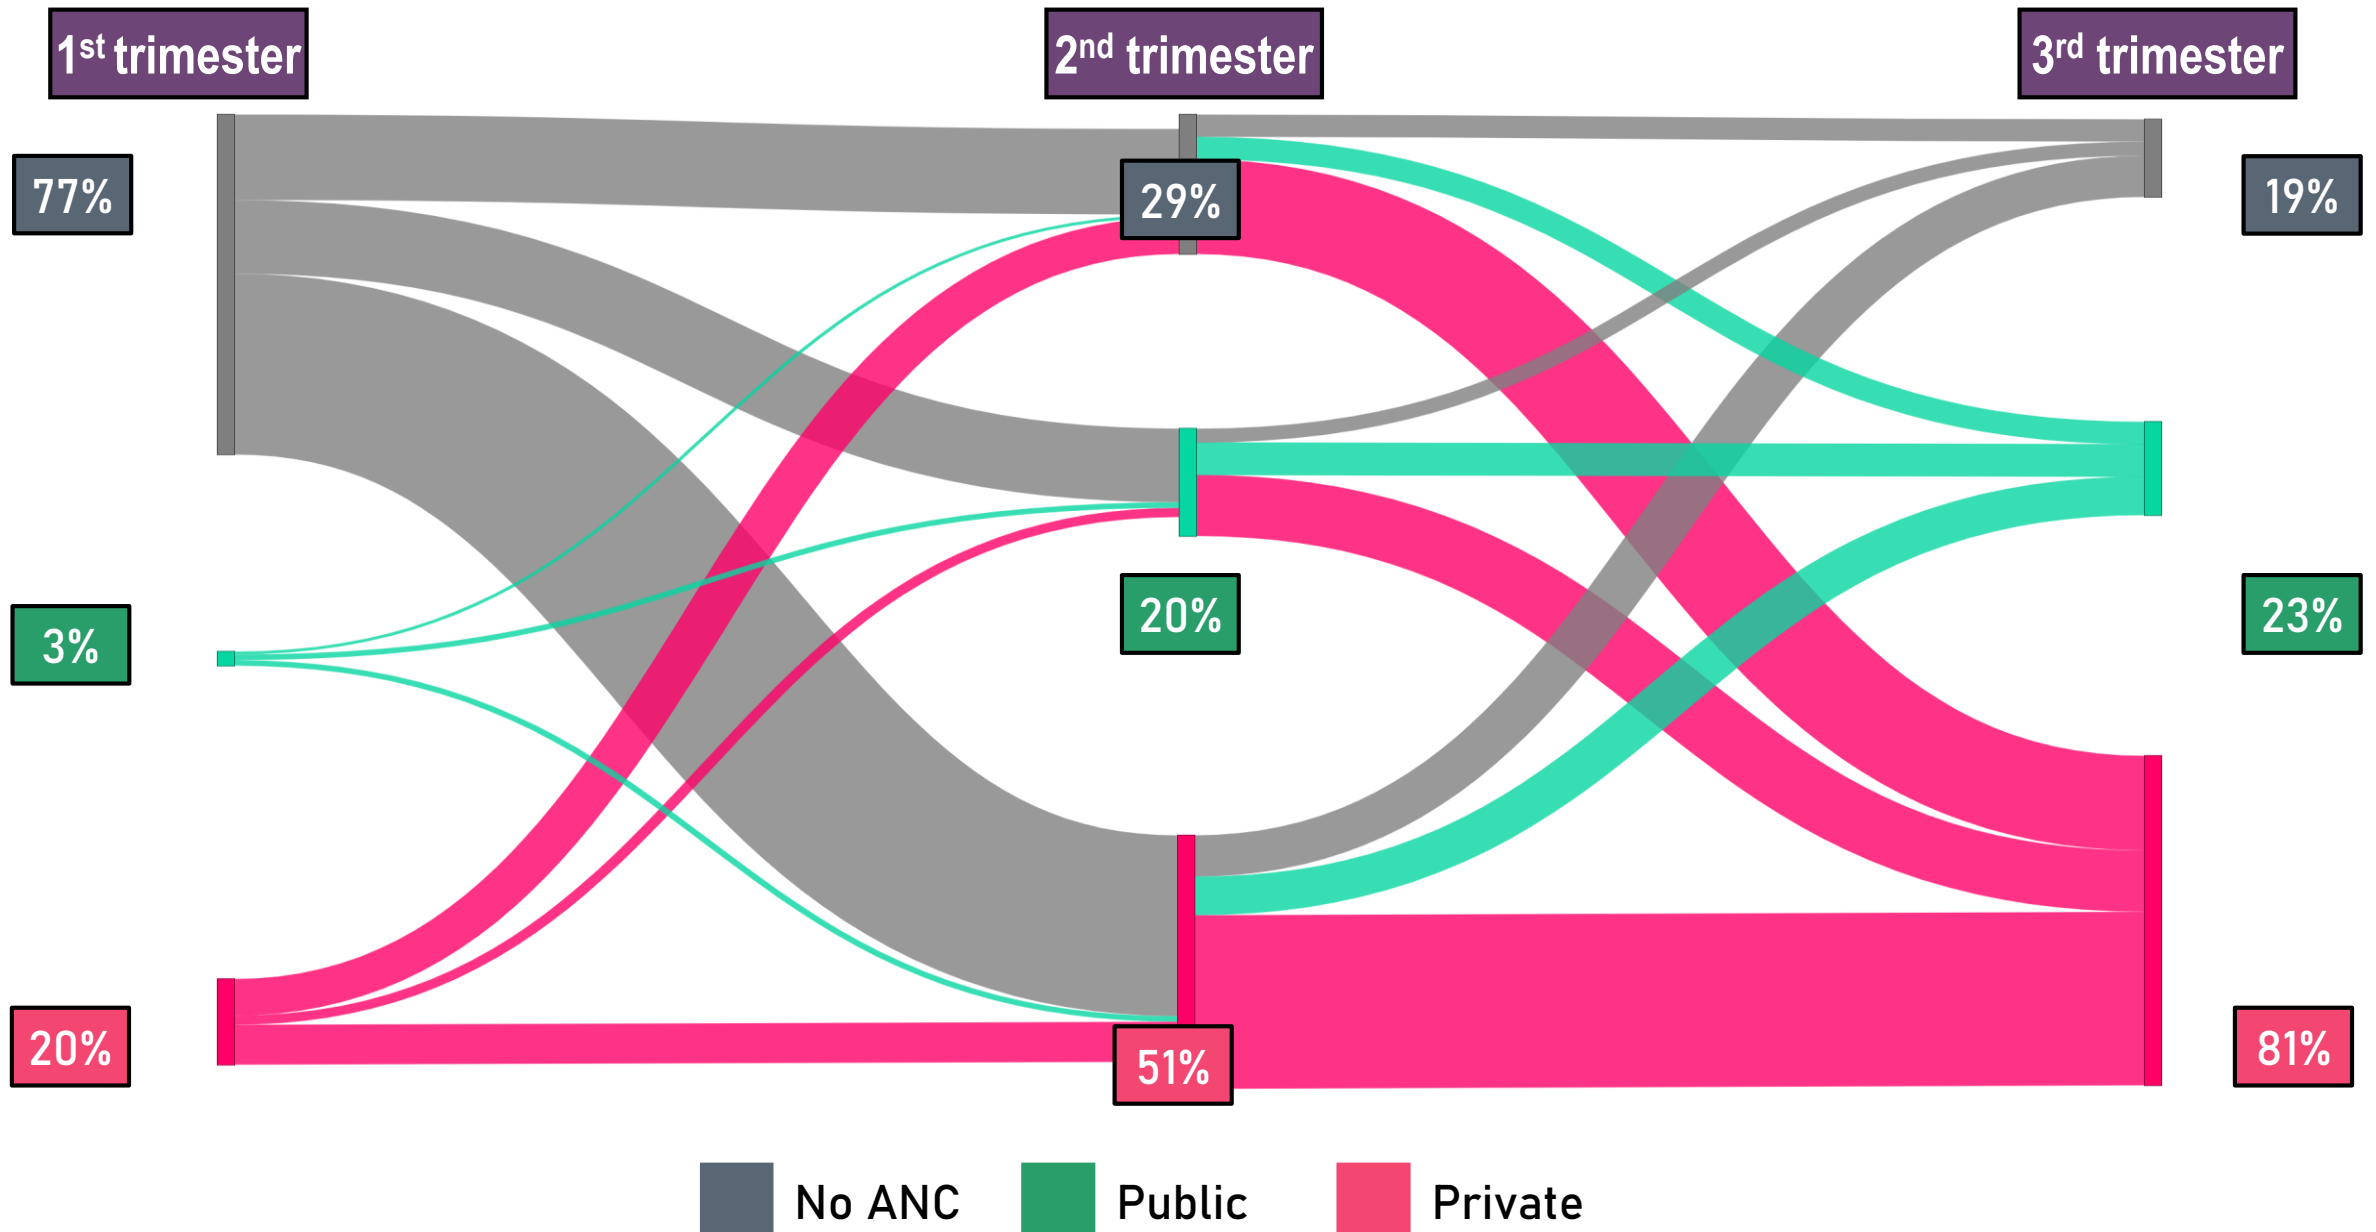 1st trimester
2nd trimester
3rd trimester
77%
29%
19%
3%
20%
23%
20%
51%
81%
No ANC
Public
Private